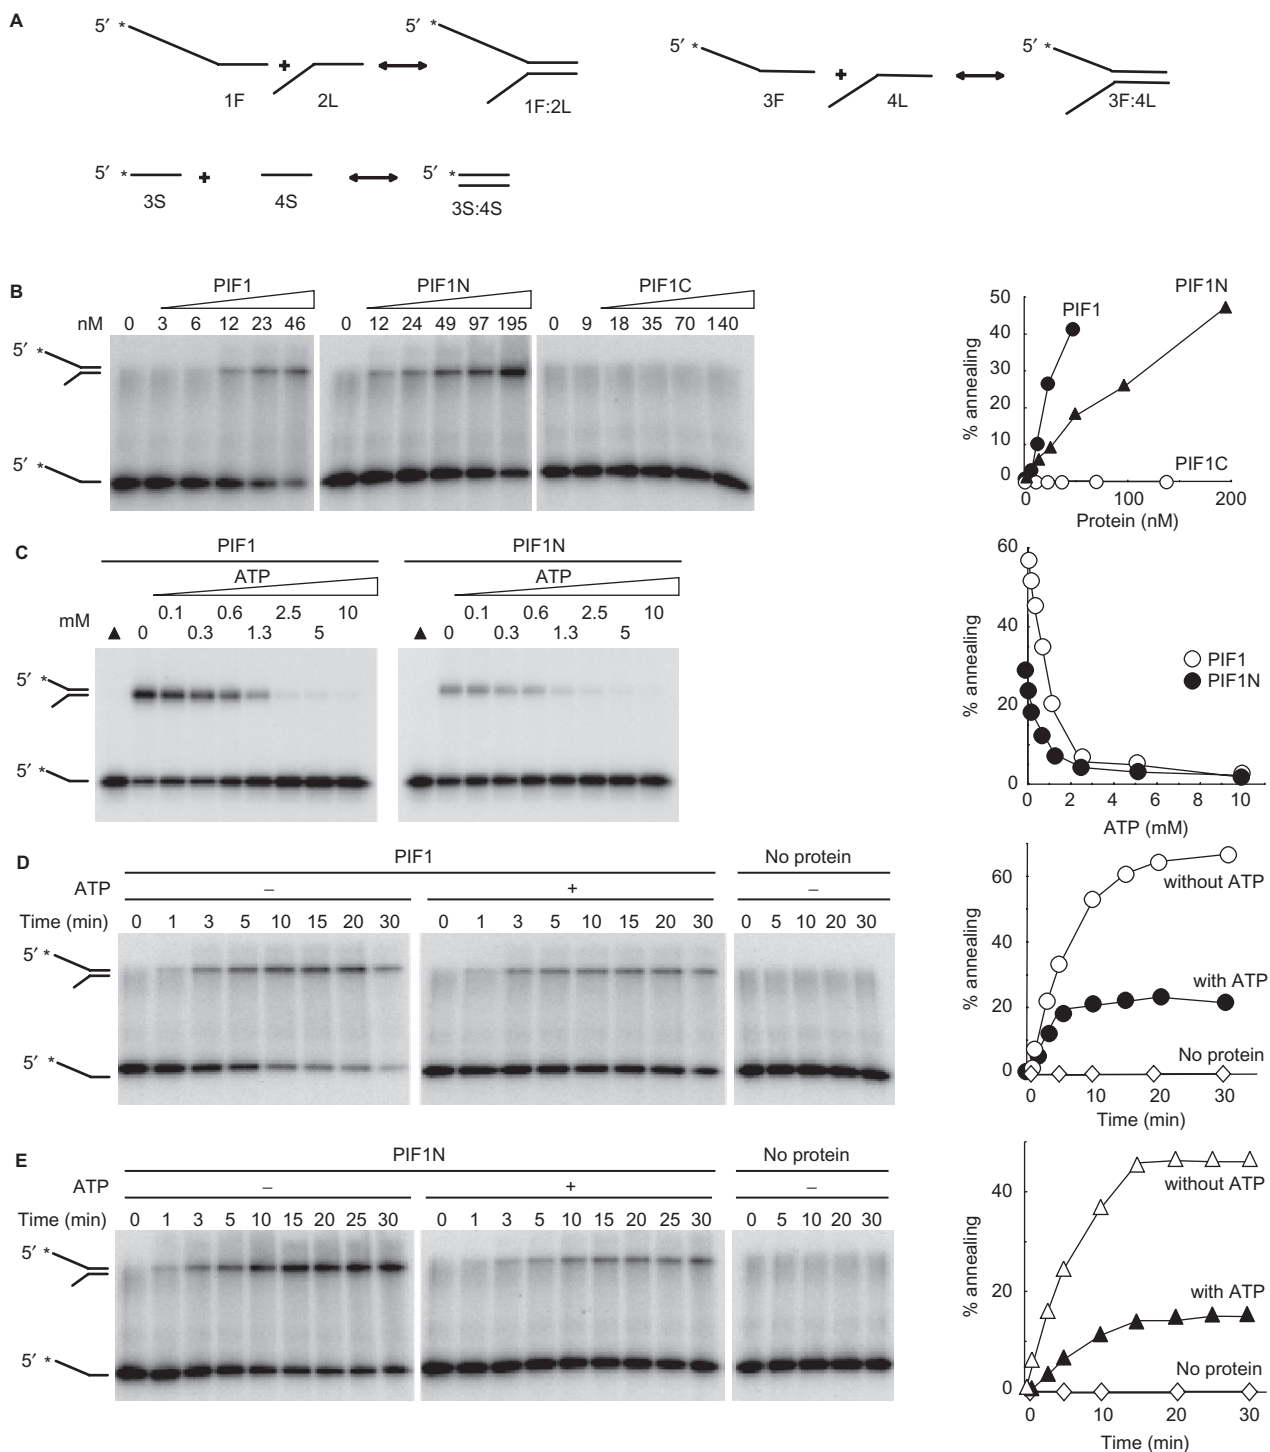 A
5′ * 5′ * 5′ * 5′ *
+ +
1F 2L 1F:2L 3F 4L 3F:4L
5′ * + 5′ *
3S 4S 3S:4S
B
PIF1 PIF1N PIF1C
nM 0 3 6 12 23 46 0 12 24 49 97 195 0 9 18 35 70 140
5′ *
5′ *
% annealing
50
40
30
20
10
0
PIF1
PIF1N
PIF1C
0 100 200
Protein (nM)
C
PIF1 PIF1N
ATP ATP
0.1 0.6 2.5 10 0.1 0.6 2.5 10
mM
▲ 0 0.3 1.3 5 ▲ 0 0.3 1.3 5
5′ *
5′ *
% annealing
60
40
20
0
PIF1
PIF1N
0 2 4 6 8 10
ATP (mM)
D
PIF1 No protein
ATP – + –
Time (min) 0 1 3 5 10 15 20 30 0 1 3 5 10 15 20 30 0 5 10 20 30
5′ *
5′ *
% annealing
60
40
20
0
without ATP
with ATP
No protein
0 10 20 30
Time (min)
E
PIF1N No protein
ATP – + –
Time (min) 0 1 3 5 10 15 20 25 30 0 1 3 5 10 15 20 25 30 0 5 10 20 30
5′ *
5′ *
% annealing
40
20
0
without ATP
with ATP
No protein
0 10 20 30
Time (min)